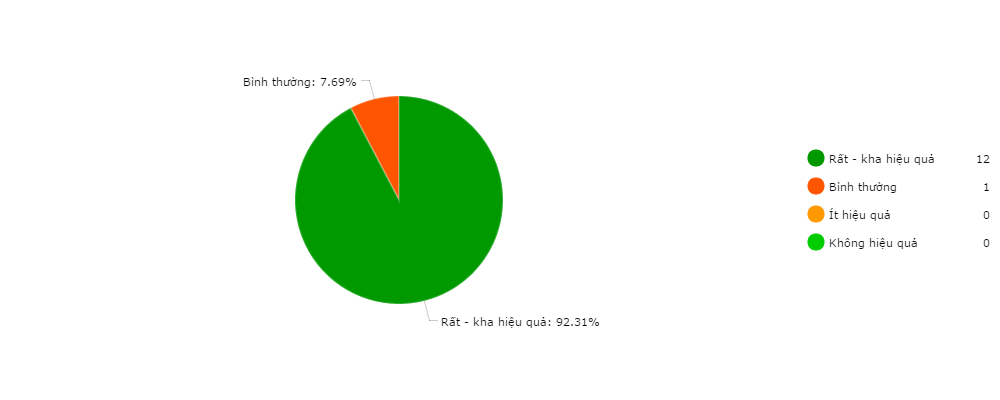 Bình thường: 7.69%
Rất - kha hiệu quả: 92.31%
Rất - kha hiệu quả 12
Bình thường 1
Ít hiệu quả 0
Không hiệu quả 0